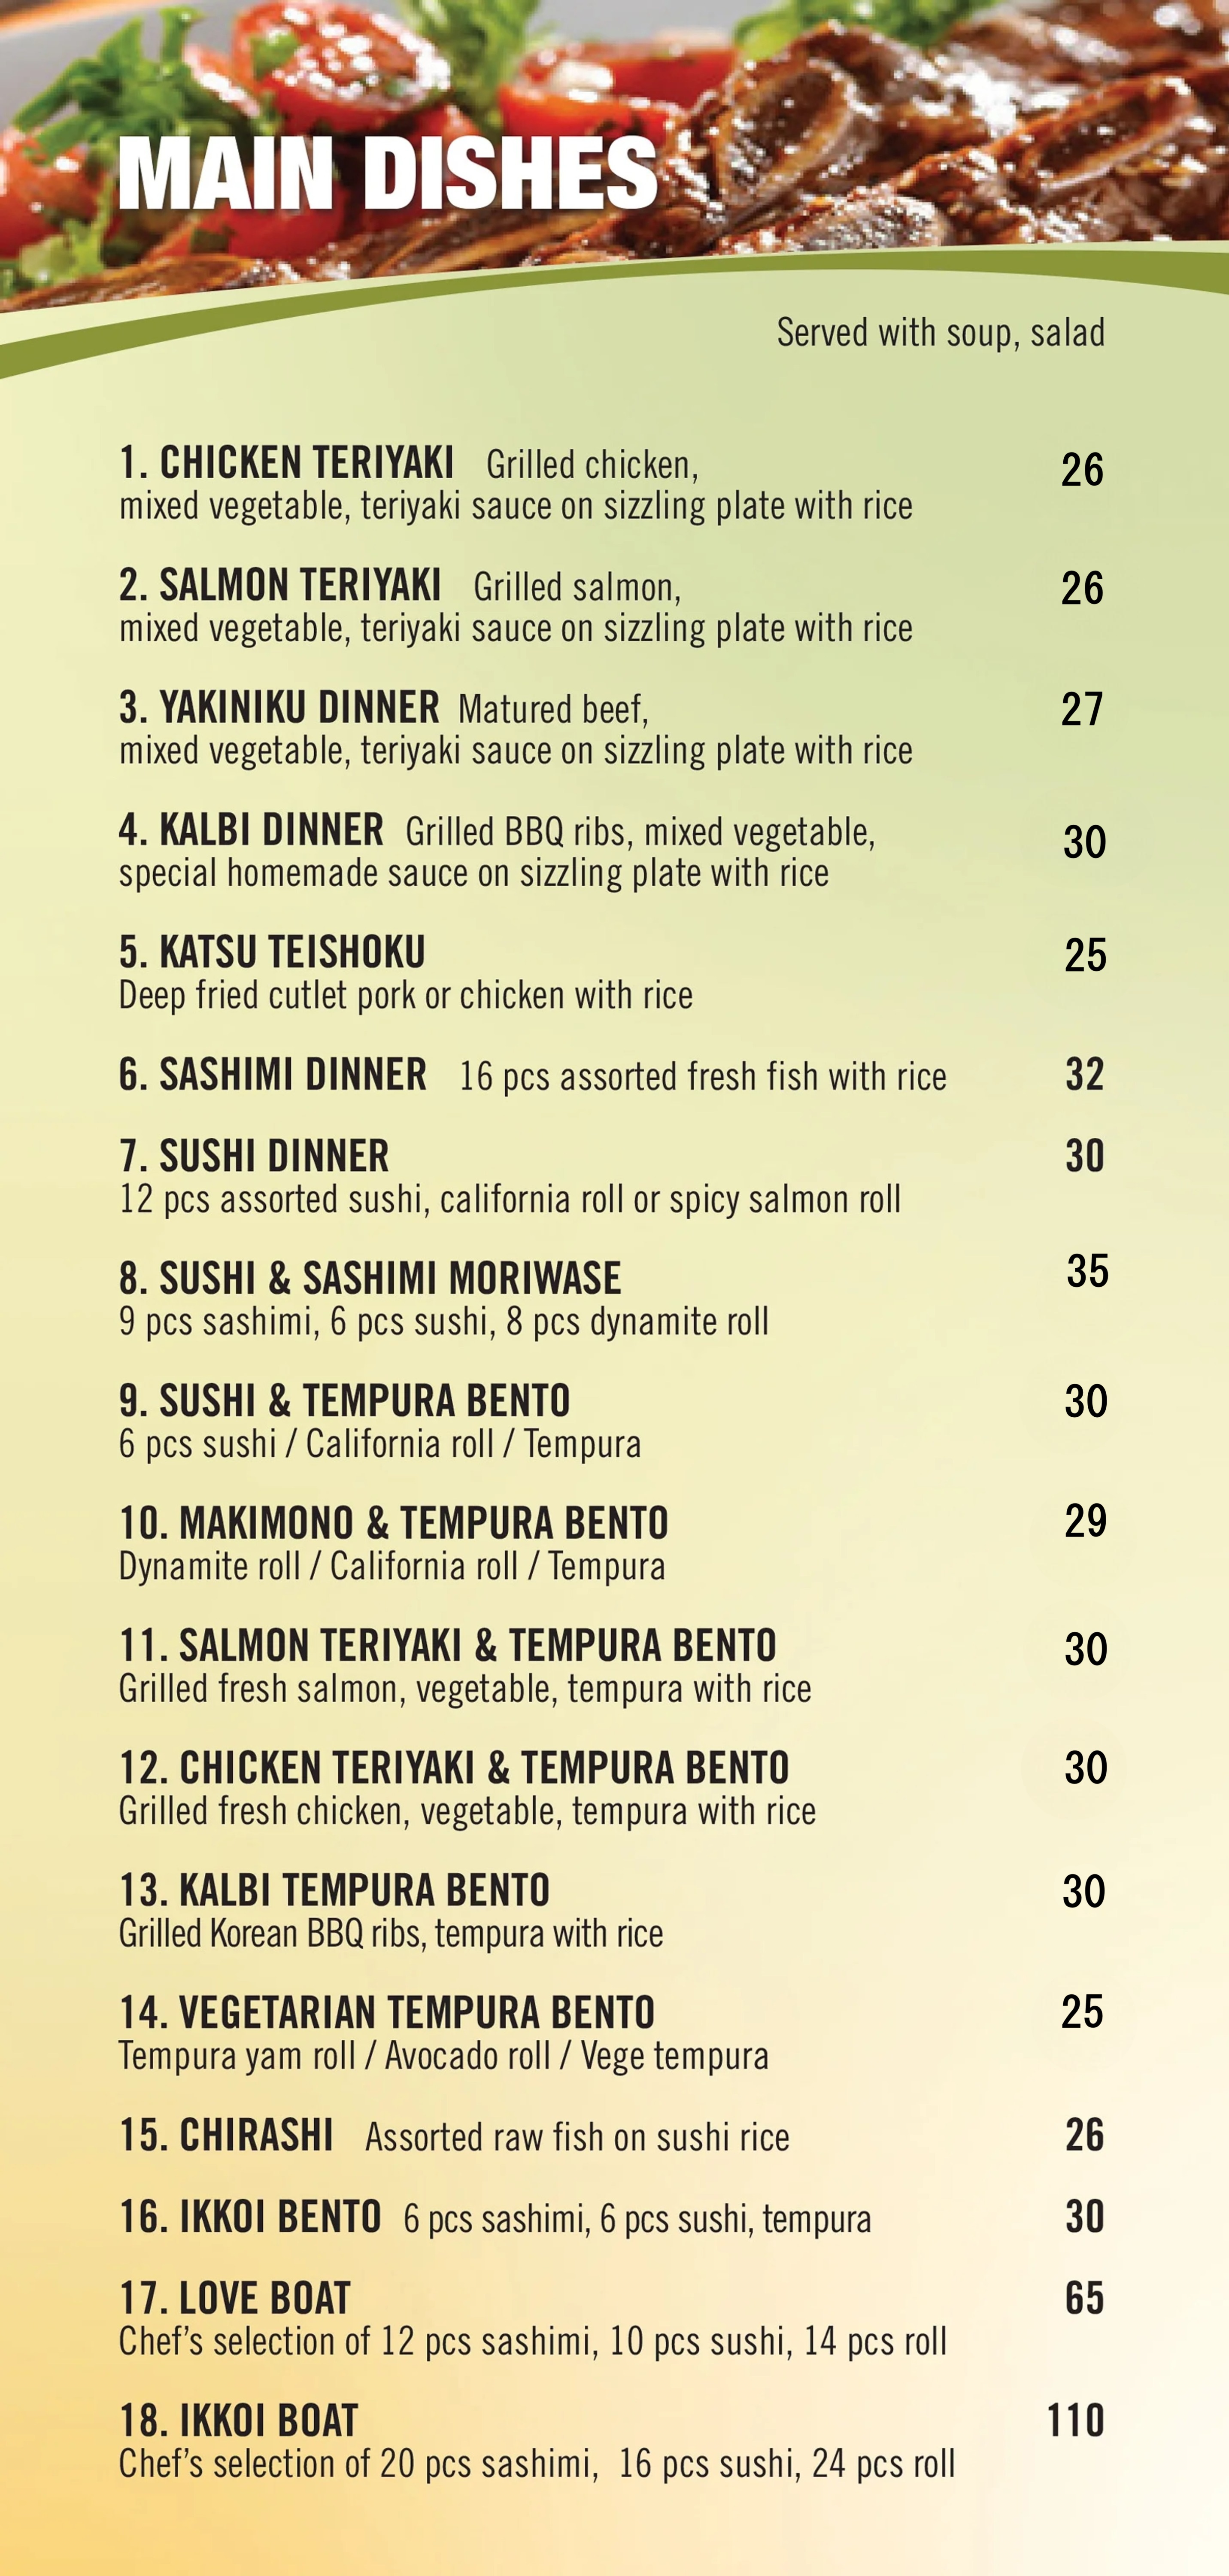 MAIN DISHES
Served with soup, salad
1. CHICKEN TERIYAKI Grilled chicken, 26
mixed vegetable, teriyaki sauce on sizzling plate with rice
2. SALMON TERIYAKI Grilled salmon, 26
mixed vegetable, teriyaki sauce on sizzling plate with rice
3. YAKINIKU DINNER Matured beef, 27
mixed vegetable, teriyaki sauce on sizzling plate with rice
4. KALBI DINNER Grilled BBQ ribs, mixed vegetable, 30
special homemade sauce on sizzling plate with rice
5. KATSU TEISHOKU 25
Deep fried cutlet pork or chicken with rice
6. SASHIMI DINNER 16 pcs assorted fresh fish with rice 32
7. SUSHI DINNER 30
12 pcs assorted sushi, california roll or spicy salmon roll
8. SUSHI & SASHIMI MORIWASE 35
9 pcs sashimi, 6 pcs sushi, 8 pcs dynamite roll
9. SUSHI & TEMPURA BENTO 30
6 pcs sushi / California roll / Tempura
10. MAKIMONO & TEMPURA BENTO 29
Dynamite roll / California roll / Tempura
11. SALMON TERIYAKI & TEMPURA BENTO 30
Grilled fresh salmon, vegetable, tempura with rice
12. CHICKEN TERIYAKI & TEMPURA BENTO 30
Grilled fresh chicken, vegetable, tempura with rice
13. KALBI TEMPURA BENTO 30
Grilled Korean BBQ ribs, tempura with rice
14. VEGETARIAN TEMPURA BENTO 25
Tempura yam roll / Avocado roll / Vege tempura
15. CHIRASHI Assorted raw fish on sushi rice 26
16. IKKOI BENTO 6 pcs sashimi, 6 pcs sushi, tempura 30
17. LOVE BOAT 65
Chef's selection of 12 pcs sashimi, 10 pcs sushi, 14 pcs roll
18. IKKOI BOAT 110
Chef's selection of 20 pcs sashimi, 16 pcs sushi, 24 pcs roll